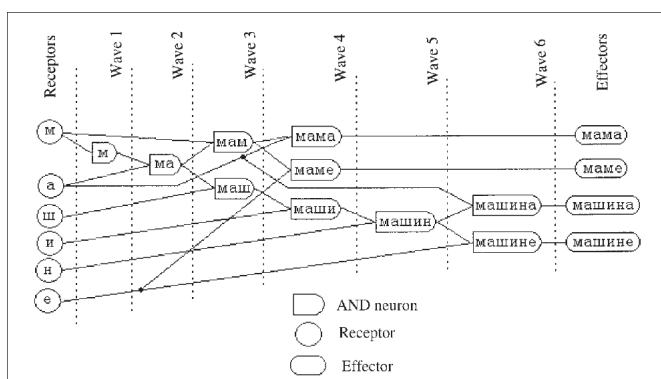 Receptors
Wave 1
Wave 2
Wave 3
Wave 4
Wave 5
Wave 6
Effectors
м
мам
мама
мама
м
ма
маме
маме
а
маш
ш
маши
машина
машина
и
машин
н
машине
машине
е
AND neuron
Receptor
Effector